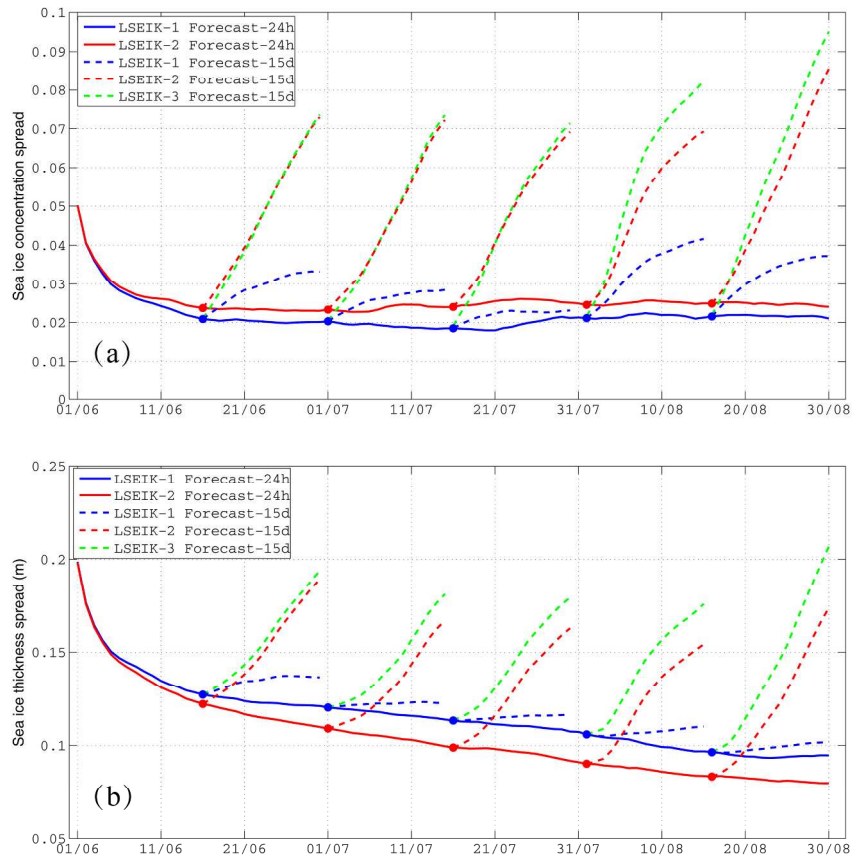 0.1
0.09
0.08
0.07
0.06
0.05
0.04
0.03
0.02
0.01
0
Sea ice concentration spread
LSEIK-1 Forecast-24h
LSEIK-2 Forecast-24h
LSEIK-1 Forecast-15d
LSEIK-2 Forecast-15d
LSEIK-3 Forecast-15d
(a)
01/06 11/06 21/06 01/07 11/07 21/07 31/07 10/08 20/08 30/08
0.25
0.2
0.15
0.1
0.05
Sea ice thickness spread (m)
LSEIK-1 Forecast-24h
LSEIK-2 Forecast-24h
LSEIK-1 Forecast-15d
LSEIK-2 Forecast-15d
LSEIK-3 Forecast-15d
(b)
01/06 11/06 21/06 01/07 11/07 21/07 31/07 10/08 20/08 30/08